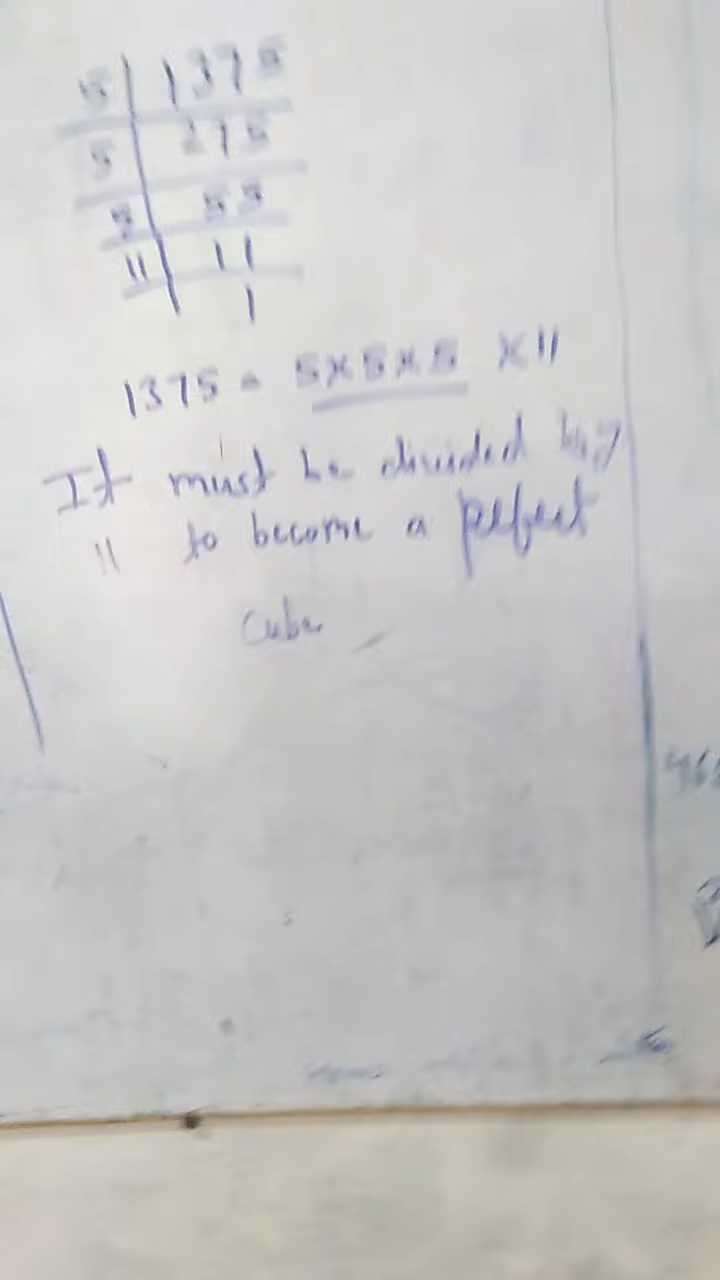 5 | 1375
5 | 275
5 | 55
11 | 11
1
1375 = 5×5×5 ×11
It must be divided by
11 to become a perfect
cube